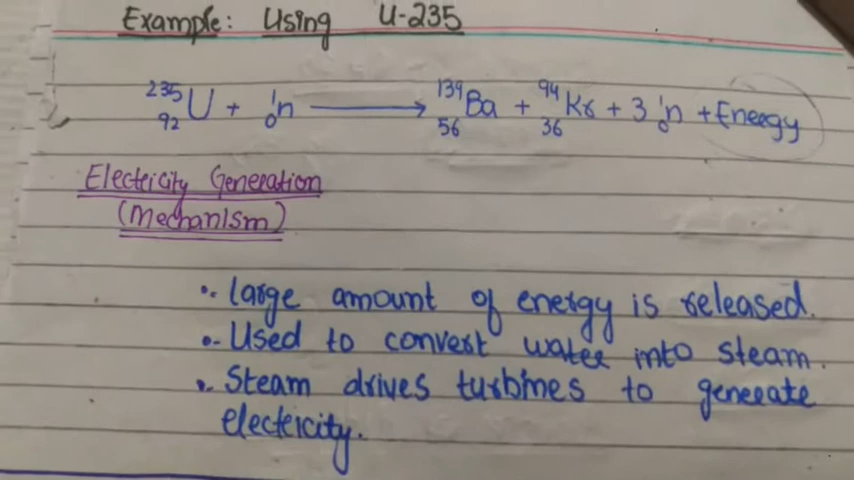 Example: Using U-235
²³⁵₉₂U + ¹₀n ⟶ ¹³⁹₅₆Ba + ⁹⁴₃₆Kr + 3 ¹₀n + Energy
Electricity Generation
(Mechanism)
•. large amount of energy is released.
•. Used to convert water into steam.
•. Steam drives turbines to generate
electricity.